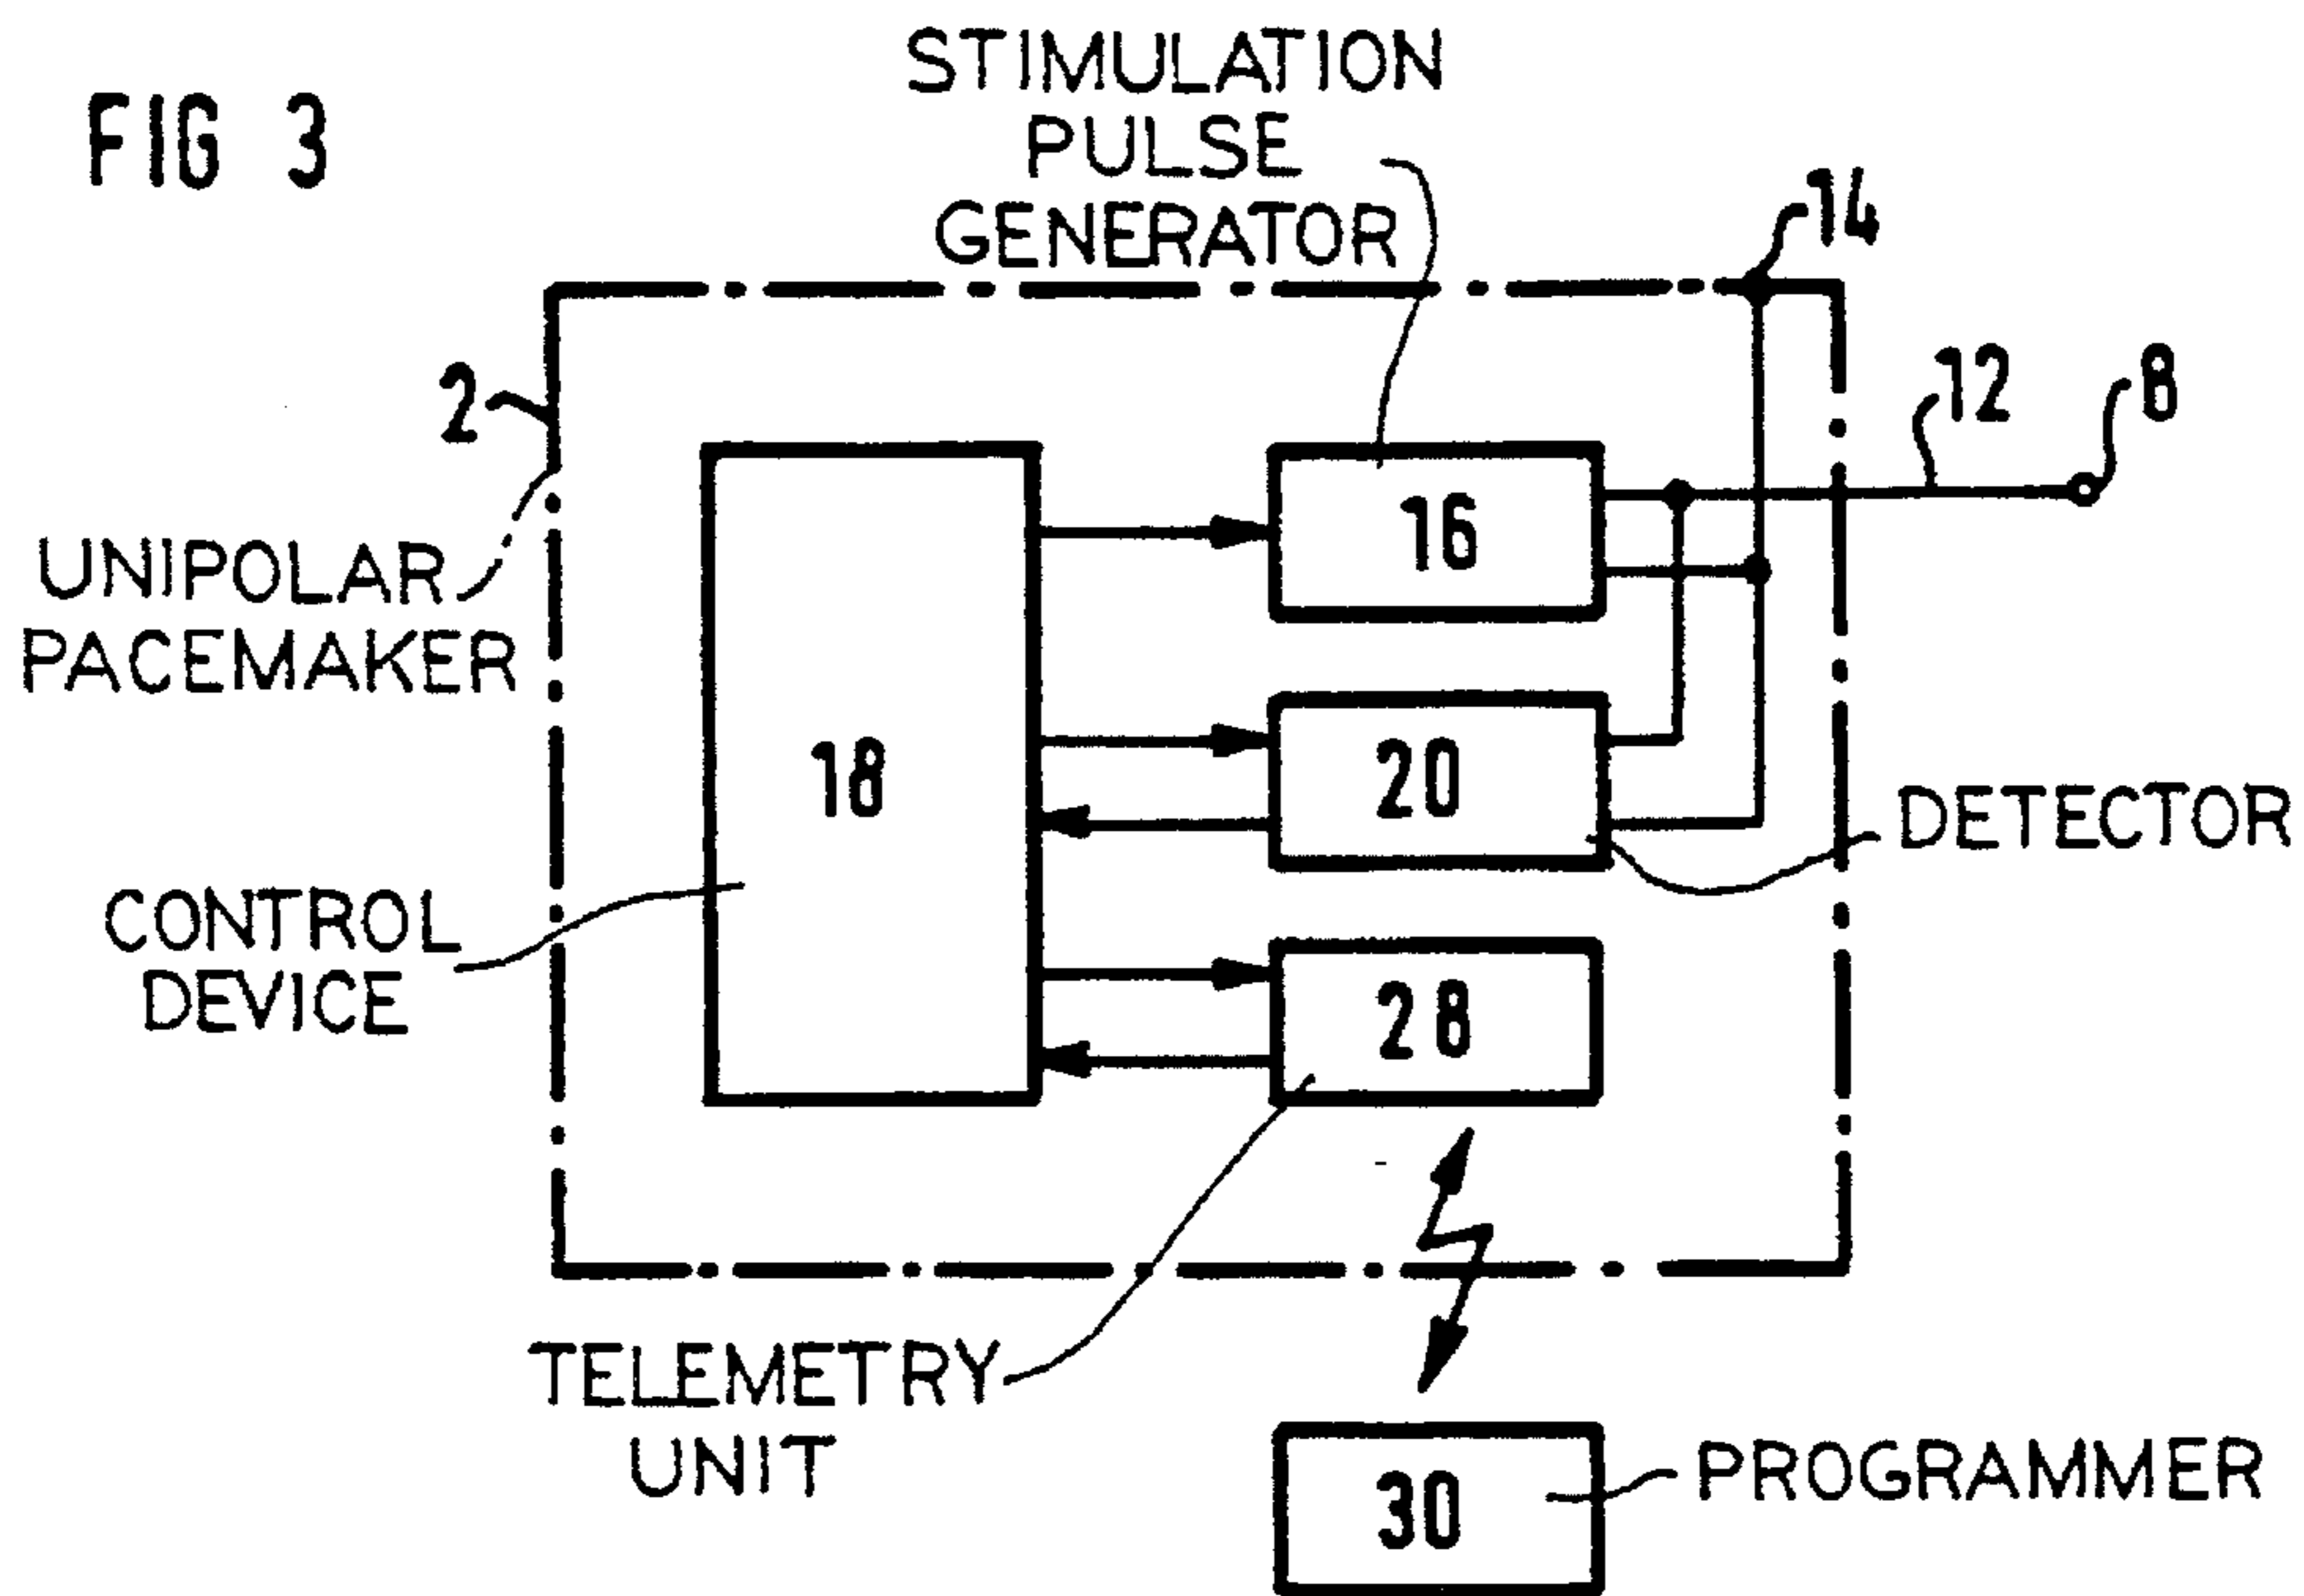 FIG 3
STIMULATION
PULSE
GENERATOR
14
2
12
8
UNIPOLAR
PACEMAKER
16
18
20
DETECTOR
CONTROL
DEVICE
28
TELEMETRY
UNIT
30
PROGRAMMER